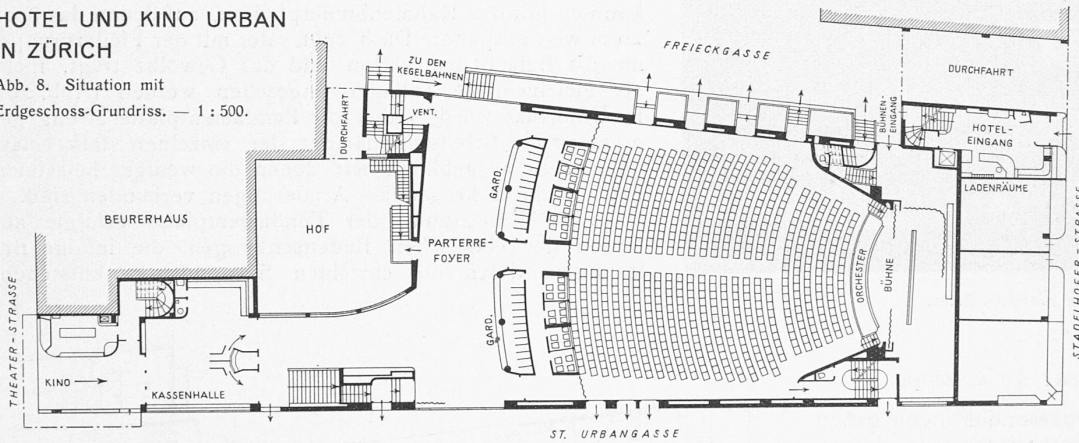 HOTEL UND KINO URBAN
IN ZÜRICH
Abb. 8. Situation mit
Erdgeschoss-Grundriss. 1 : 500.
FREIECKGASSE
ZU DEN
KEGELBAHNEN
DURCHFAHRT
VENT.
BÜHNEN-
EINGANG
DURCHFAHRT
HOTEL-
EINGANG
LADENRÄUME
BEURERHAUS
HOF
PARTERRE-
FOYER
GARD.
GARD.
ORCHESTER
BÜHNE
THEATER-STRASSE
KINO
KASSENHALLE
ST. URBANGASSE
STADELHOFER-STRASSE